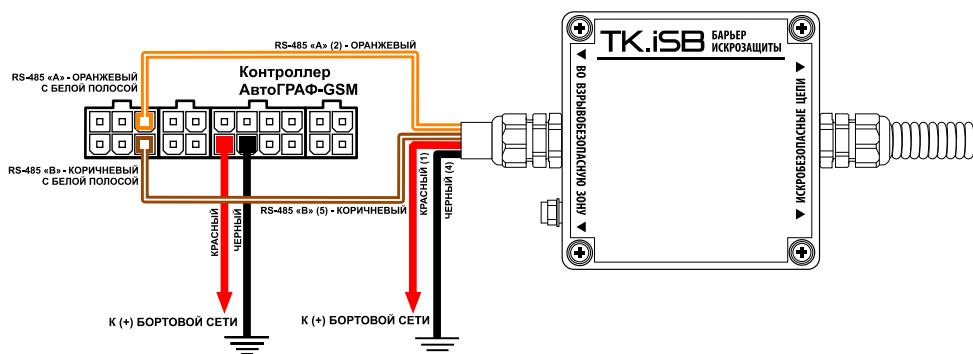 RS-485 «А» (2) - ОРАНЖЕВЫЙ
RS-485 «А» - ОРАНЖЕВЫЙ
С БЕЛОЙ ПОЛОСОЙ
Контроллер
АвтоГРАФ-GSM
RS-485 «В» - КОРИЧНЕВЫЙ
С БЕЛОЙ ПОЛОСОЙ
RS-485 «В» (5) - КОРИЧНЕВЫЙ
КРАСНЫЙ
ЧЕРНЫЙ
КРАСНЫЙ (1)
ЧЕРНЫЙ (4)
К (+) БОРТОВОЙ СЕТИ
К (+) БОРТОВОЙ СЕТИ
TK.iSB
БАРЬЕР
ИСКРОЗАЩИТЫ
ВО ВЗРЫВОБЕЗОПАСНУЮ ЗОНУ
ИСКРОБЕЗОПАСНЫЕ ЦЕПИ